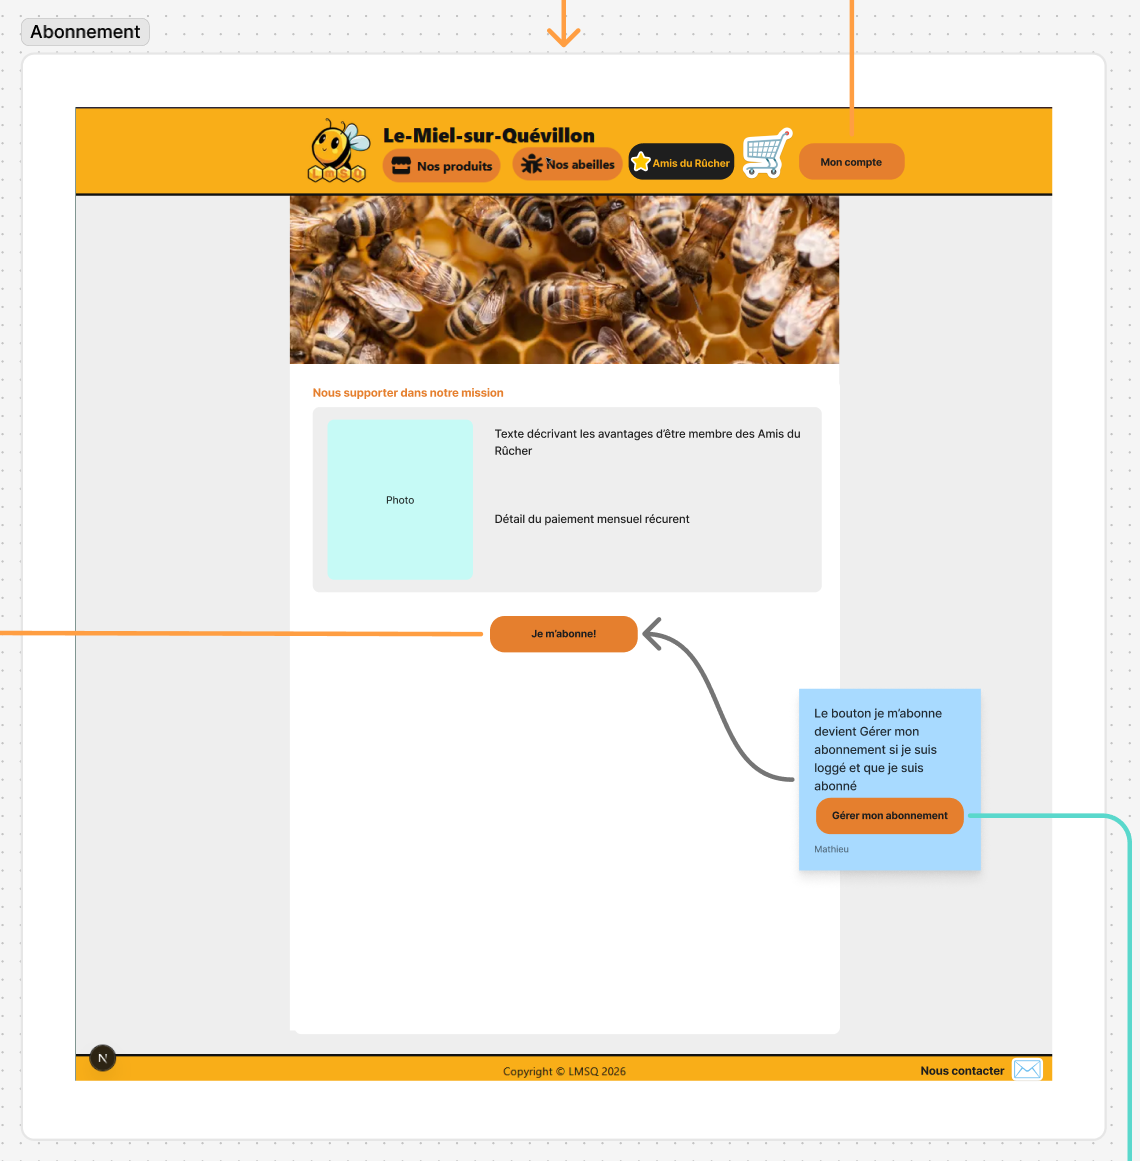 Abonnement
Le-Miel-sur-Quévillon
LmSQ
Nos produits
Nos abeilles
Amis du Rûcher
Mon compte
Nous supporter dans notre mission
Photo
Texte décrivant les avantages d'être membre des Amis du
Rûcher
Détail du paiement mensuel récurent
Je m'abonne!
Le bouton je m'abonne
devient Gérer mon
abonnement si je suis
loggé et que je suis
abonné
Gérer mon abonnement
Mathieu
N
Copyright © LMSQ 2026
Nous contacter